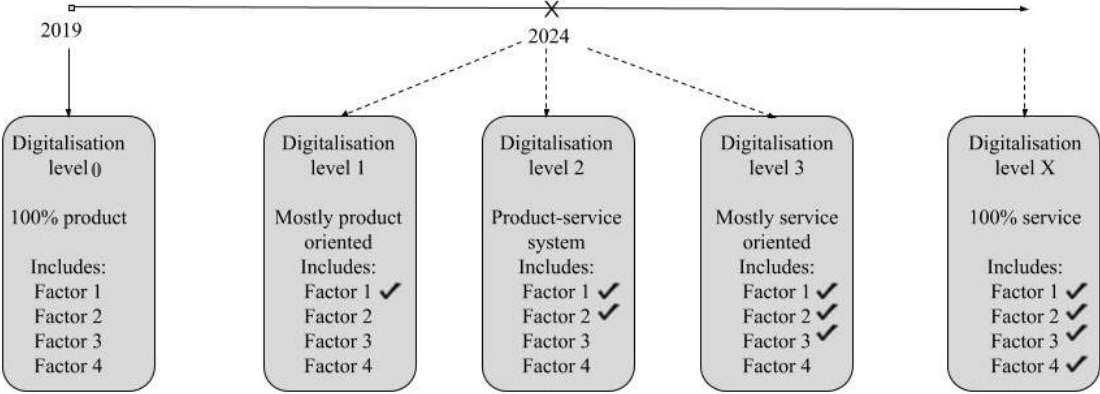 2019
2024
Digitalisation
level 0
100% product
Includes:
Factor 1
Factor 2
Factor 3
Factor 4
Digitalisation
level 1
Mostly product
oriented
Includes:
Factor 1 ✓
Factor 2
Factor 3
Factor 4
Digitalisation
level 2
Product-service
system
Includes:
Factor 1 ✓
Factor 2 ✓
Factor 3
Factor 4
Digitalisation
level 3
Mostly service
oriented
Includes:
Factor 1 ✓
Factor 2 ✓
Factor 3 ✓
Factor 4
Digitalisation
level X
100% service
Includes:
Factor 1 ✓
Factor 2 ✓
Factor 3 ✓
Factor 4 ✓